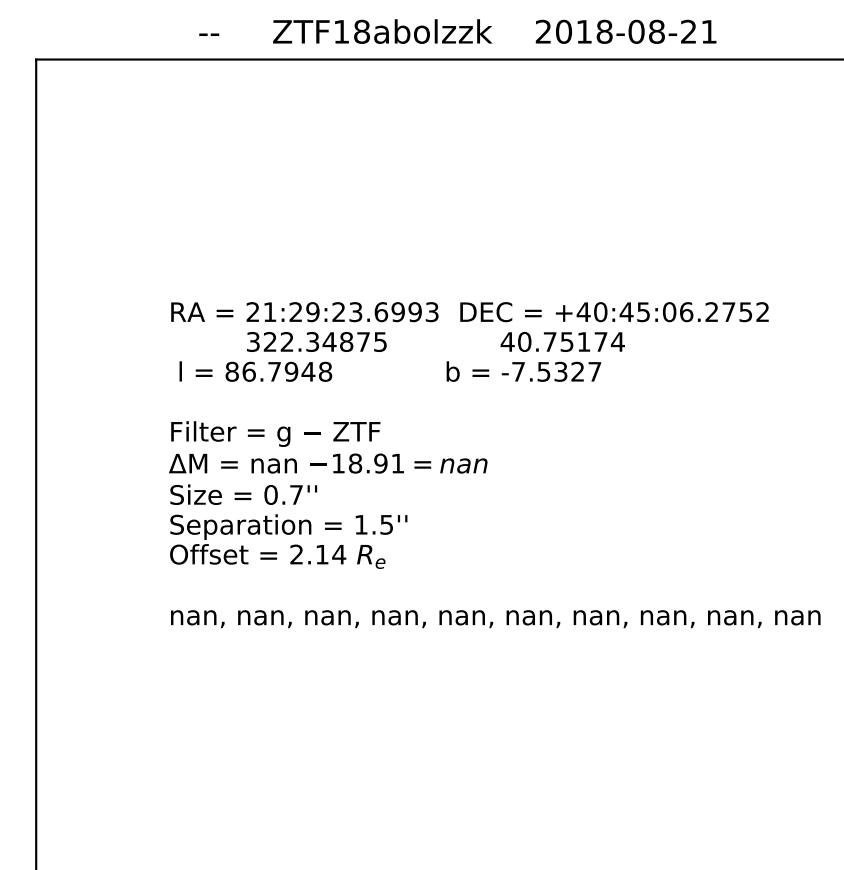 -- ZTF18abolzzk 2018-08-21
RA = 21:29:23.6993 DEC = +40:45:06.2752
322.34875 40.75174
l = 86.7948 b = -7.5327
Filter = g − ZTF
ΔM = nan −18.91 = nan
Size = 0.7''
Separation = 1.5''
Offset = 2.14 Re
nan, nan, nan, nan, nan, nan, nan, nan, nan, nan